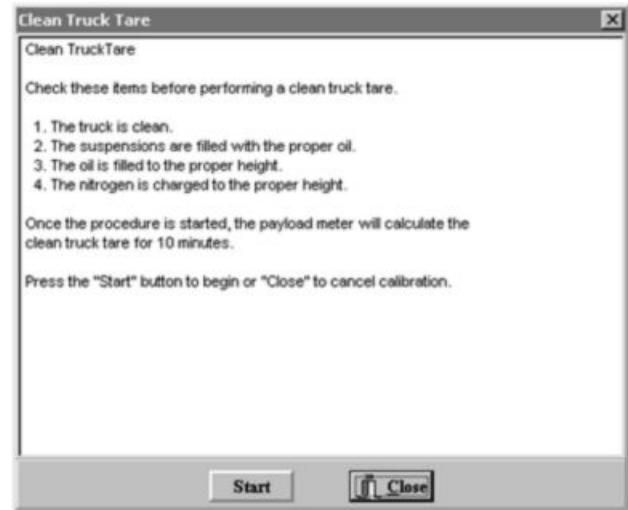 Clean Truck Tare
Clean TruckTare
Check these items before performing a clean truck tare.
1. The truck is clean.
2. The suspensions are filled with the proper oil.
3. The oil is filled to the proper height.
4. The nitrogen is charged to the proper height.
Once the procedure is started, the payload meter will calculate the
clean truck tare for 10 minutes.
Press the "Start" button to begin or "Close" to cancel calibration.
Start
Close